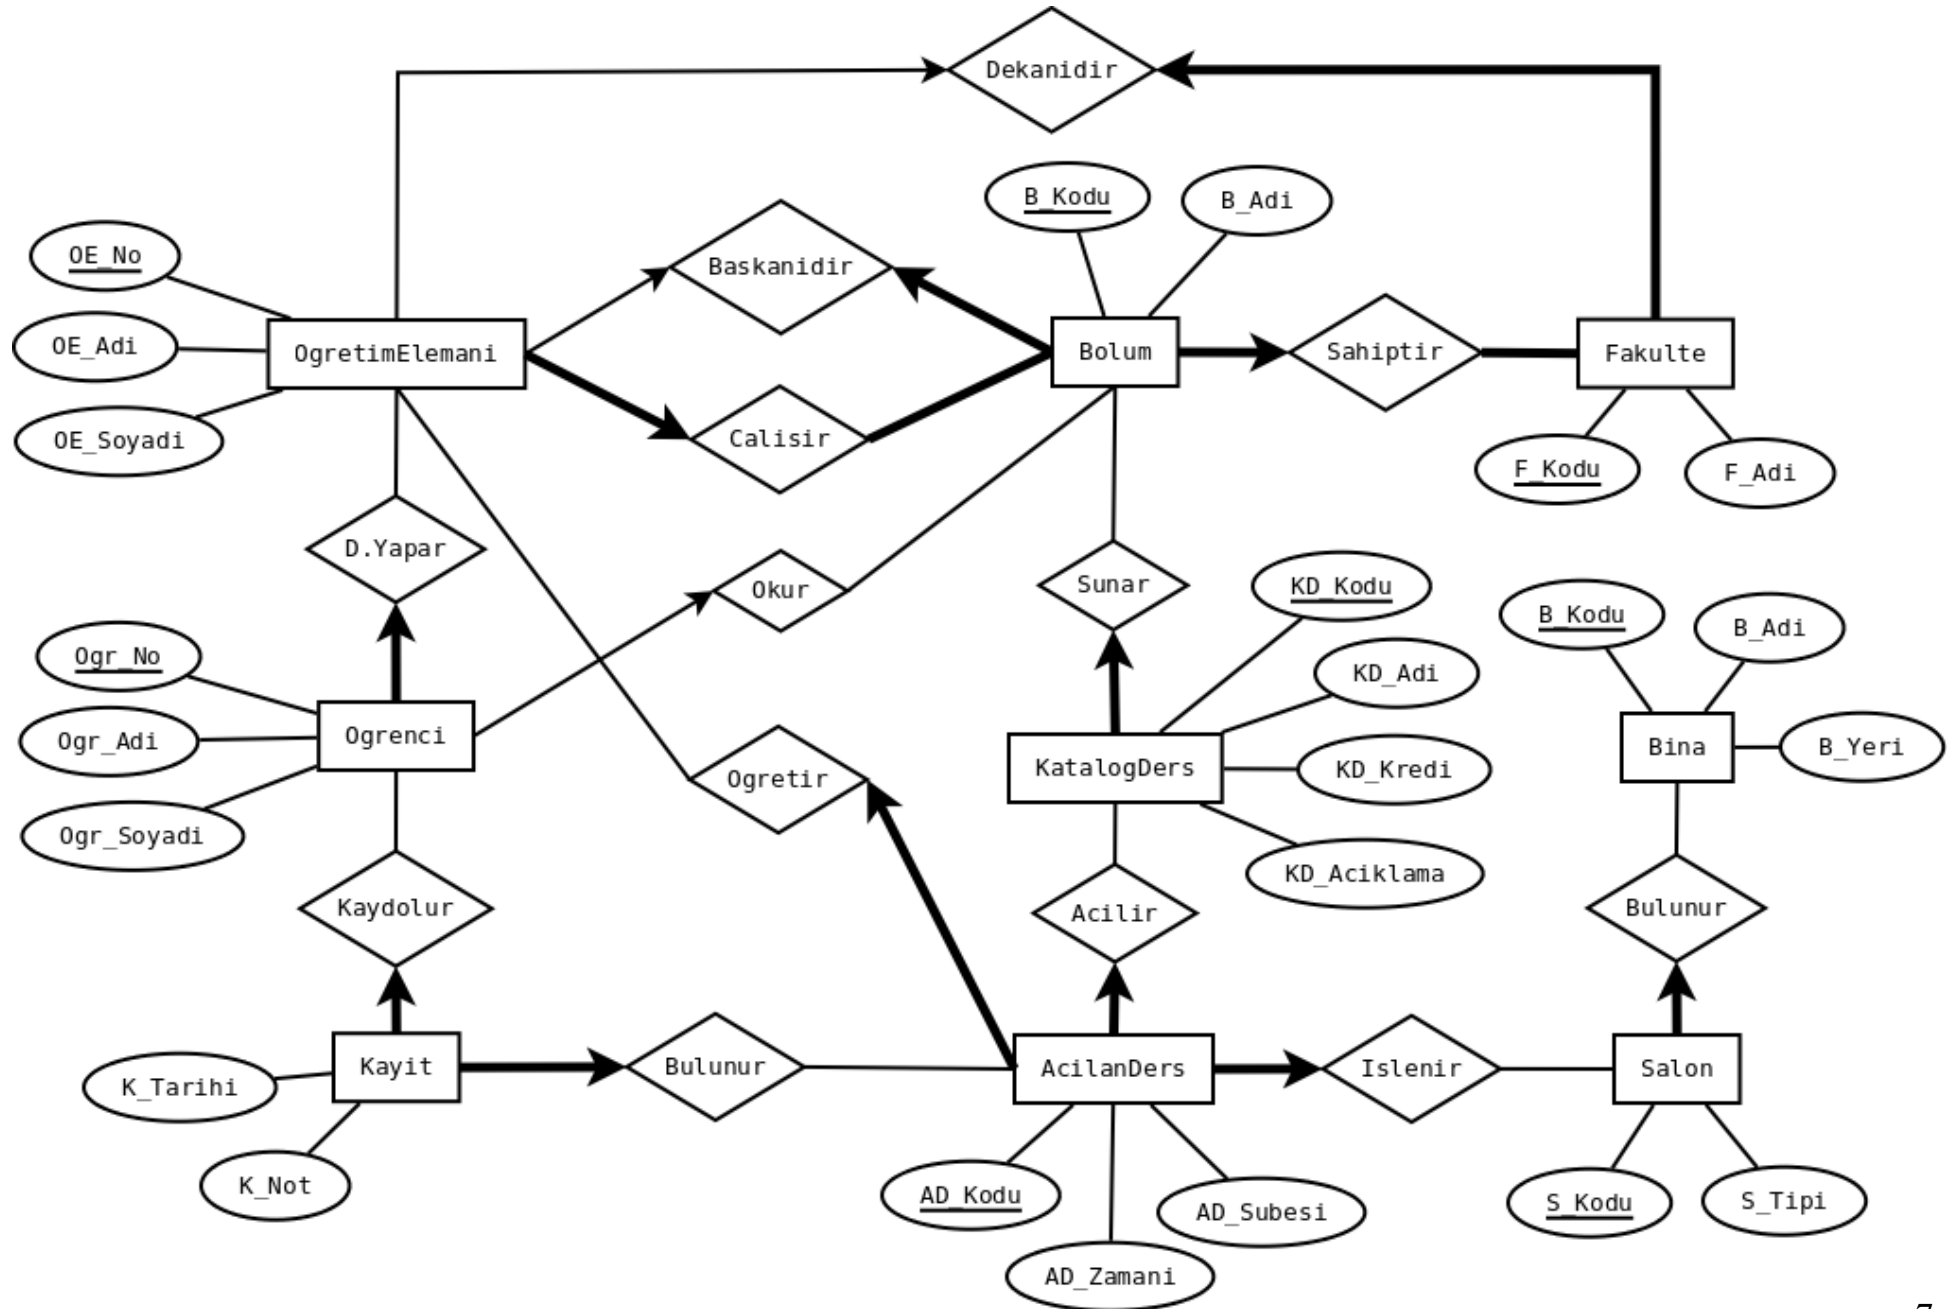 Dekanidir
B_Kodu
B_Adi
OE_No
Baskanidir
OE_Adi
OgretimElemani
Bolum
Sahiptir
Fakulte
OE_Soyadi
Calisir
F_Kodu
F_Adi
D.Yapar
Okur
Sunar
KD_Kodu
B_Kodu
B_Adi
Ogr_No
KD_Adi
Ogr_Adi
Ogrenci
Ogretir
KatalogDers
KD_Kredi
Bina
B_Yeri
Ogr_Soyadi
KD_Aciklama
Kaydolur
Acilir
Bulunur
K_Tarihi
Kayit
Bulunur
AcilanDers
Islenir
Salon
K_Not
AD_Kodu
AD_Subesi
S_Kodu
S_Tipi
AD_Zamani